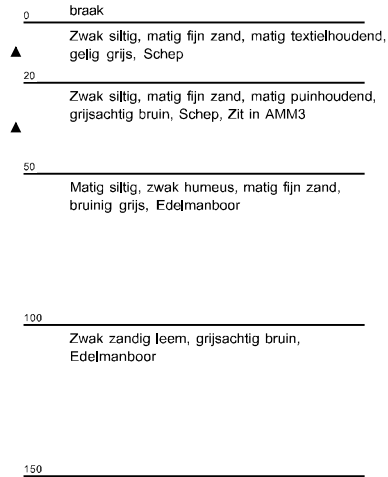 0 braak
Zwak siltig, matig fijn zand, matig textielhoudend,
gelig grijs, Schep
20
Zwak siltig, matig fijn zand, matig puinhoudend,
grijsachtig bruin, Schep, Zit in AMM3
50
Matig siltig, zwak humeus, matig fijn zand,
bruinig grijs, Edelmanboor
100
Zwak zandig leem, grijsachtig bruin,
Edelmanboor
150